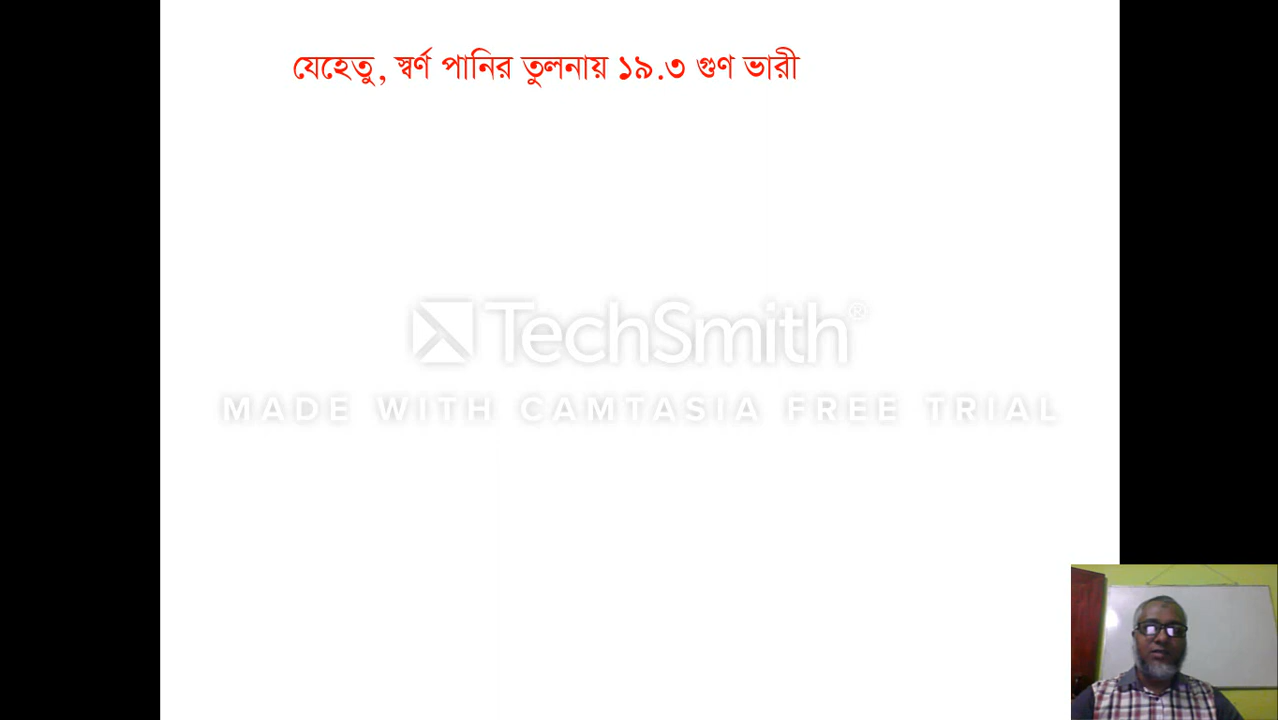 যেহেতু, স্বর্ণ পানির তুলনায় ১৯.৩ গুণ ভারী
TechSmith®
MADE WITH CAMTASIA FREE TRIAL